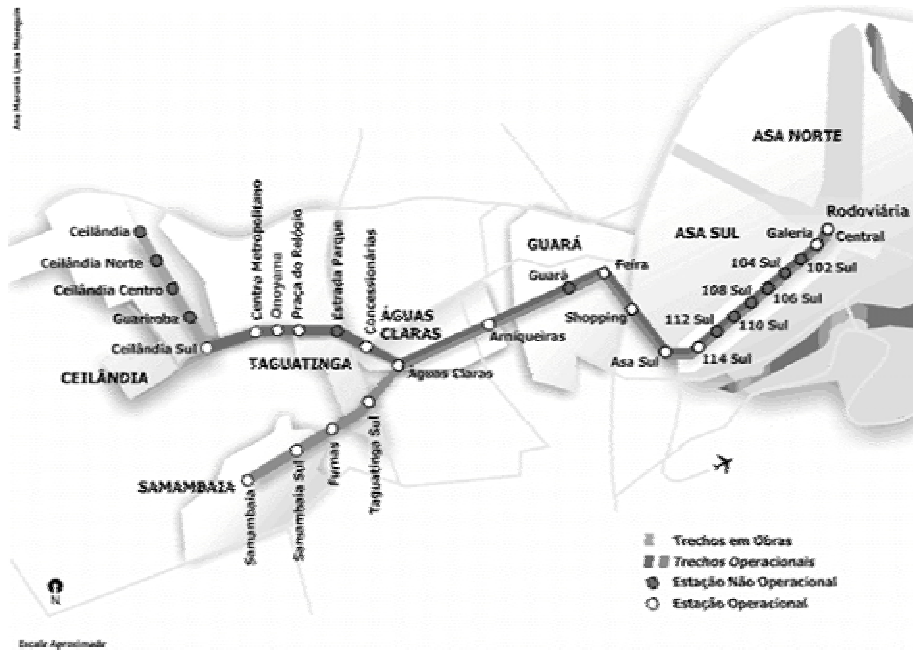 ASA NORTE
Rodoviária
Ceilândia
Ceilândia Norte
Ceilândia Centro
Guariroba
Ceilândia Sul
CEILÂNDIA
Centro Metropolitano
Onoyama
Praça do Relógio
Estrada Parque
Concessionárias
TAGUATINGA
ÁGUAS
CLARAS
Águas Claras
Arniqueiras
GUARÁ
Guará
Feira
Shopping
Asa Sul
ASA SUL
Galeria
Central
104 Sul
102 Sul
108 Sul
106 Sul
112 Sul
110 Sul
114 Sul
SAMAMBAIA
Samambaia
Samambaia Sul
Furnas
Taguatinga Sul
Trechos em Obras
Trechos Operacionais
Estação Não Operacional
Estação Operacional
N
Escala Aproximada